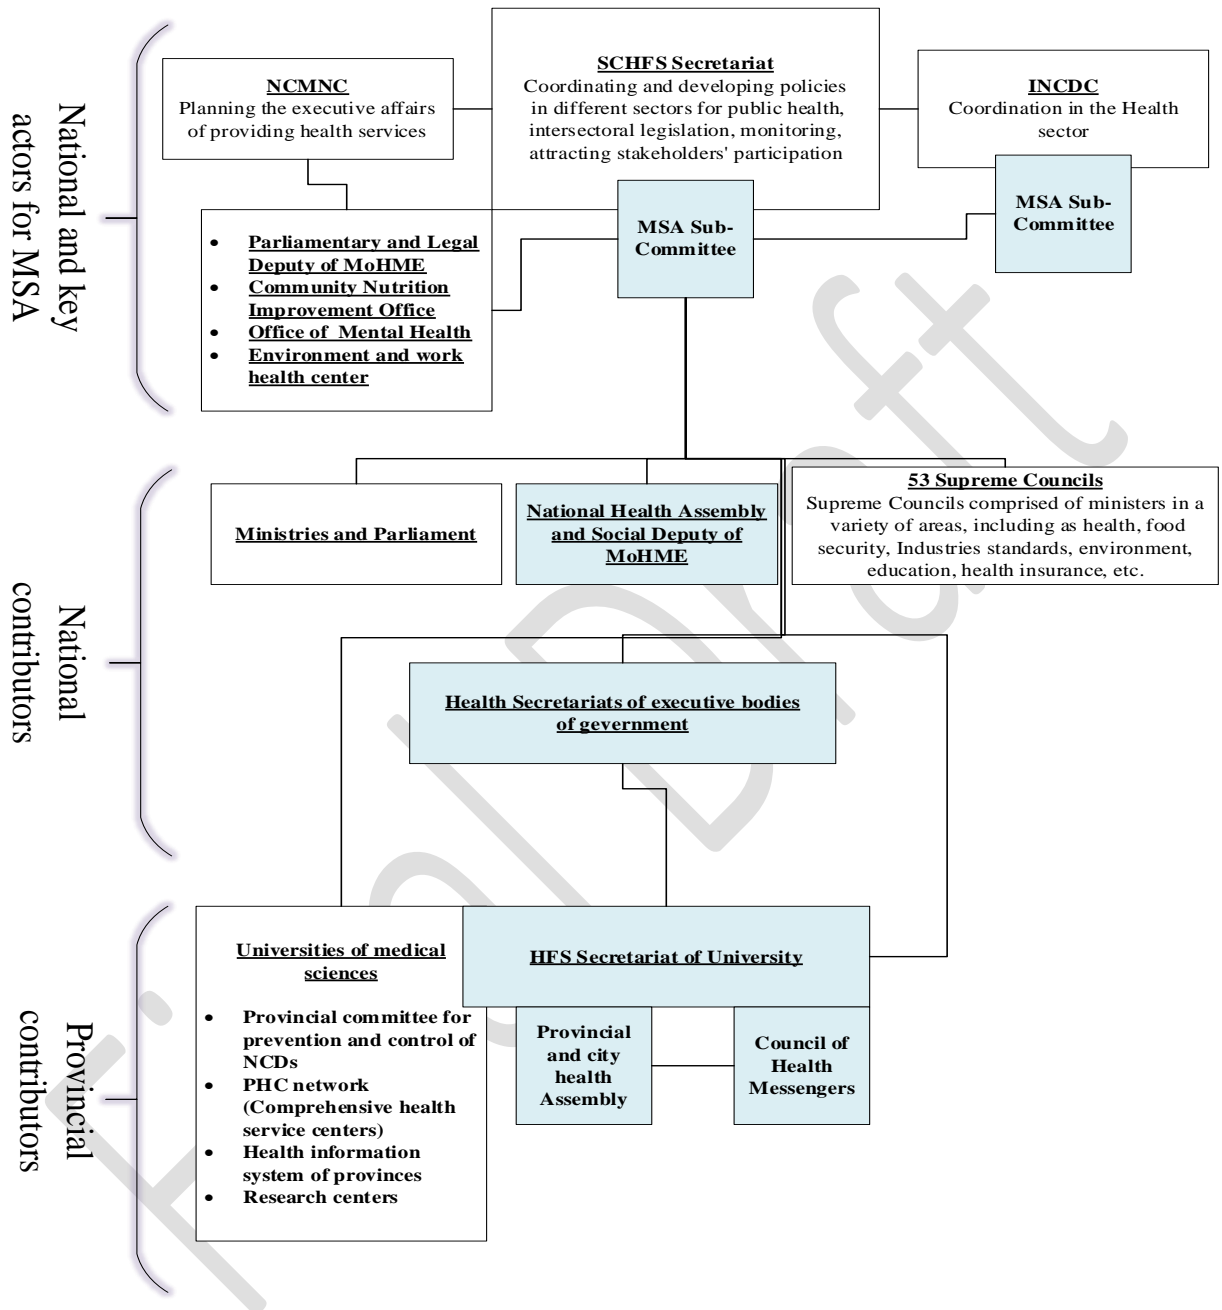 National and key
actors for MSA
NCMNC
Planning the executive affairs
of providing health services
SCHFS Secretariat
Coordinating and developing policies
in different sectors for public health,
intersectoral legislation, monitoring,
attracting stakeholders' participation
INCDC
Coordination in the Health
sector
MSA Sub-
Committee
MSA Sub-
Committee
• Parliamentary and Legal
Deputy of MoHME
• Community Nutrition
Improvement Office
• Office of Mental Health
• Environment and work
health center
National
contributors
Ministries and Parliament
National Health Assembly
and Social Deputy of
MoHME
53 Supreme Councils
Supreme Councils comprised of ministers in a
variety of areas, including as health, food
security, Industries standards, environment,
education, health insurance, etc.
Health Secretariats of executive bodies
of gevernment
Provincial
contributors
Universities of medical
sciences
• Provincial committee for
prevention and control of
NCDs
• PHC network
(Comprehensive health
service centers)
• Health information
system of provinces
• Research centers
HFS Secretariat of University
Provincial
and city
health
Assembly
Council of
Health
Messengers
Final Draft